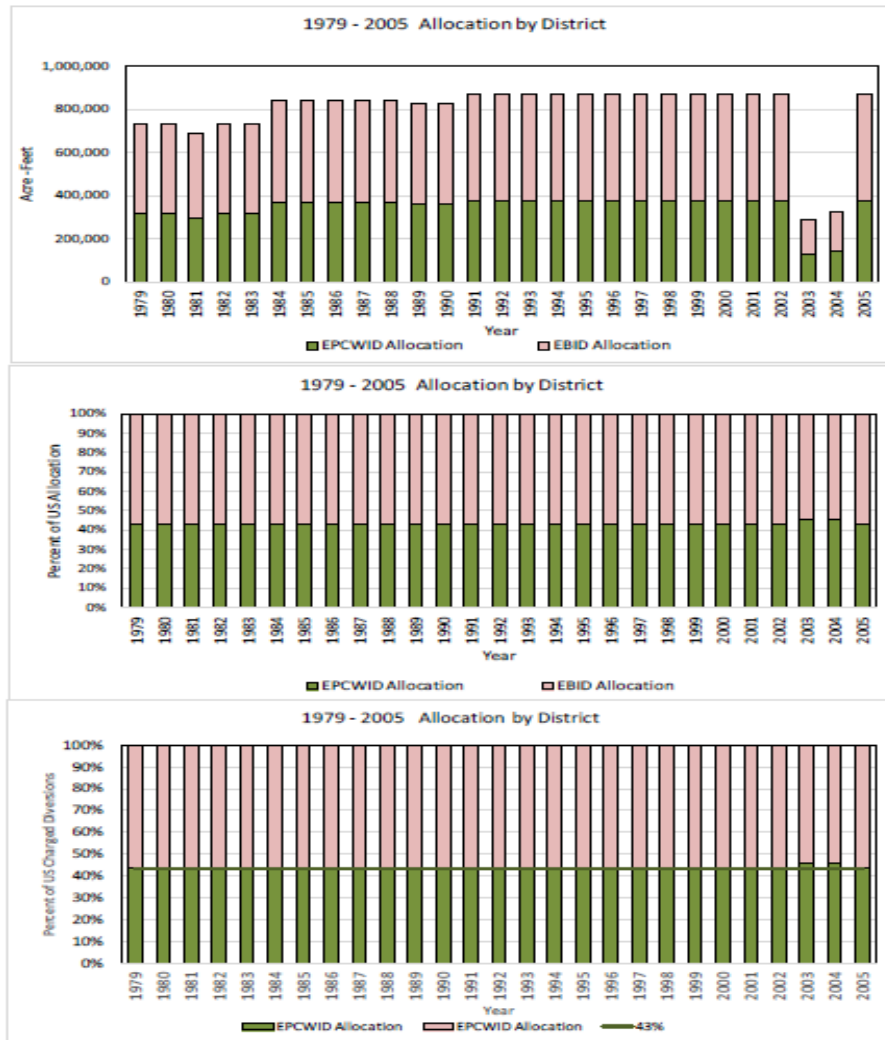 1979 - 2005 Allocation by District
1,000,000
800,000
600,000
400,000
200,000
0
Acre -Feet
1979 1980 1981 1982 1983 1984 1985 1986 1987 1988 1989 1990 1991 1992 1993 1994 1995 1996 1997 1998 1999 2000 2001 2002 2003 2004 2005
Year
EPCWID Allocation EBID Allocation
1979 - 2005 Allocation by District
100%
90%
80%
70%
60%
50%
40%
30%
20%
10%
0%
Percent of US Allocation
1979 1980 1981 1982 1983 1984 1985 1986 1987 1988 1989 1990 1991 1992 1993 1994 1995 1996 1997 1998 1999 2000 2001 2002 2003 2004 2005
Year
EPCWID Allocation EBID Allocation
1979 - 2005 Allocation by District
100%
90%
80%
70%
60%
50%
40%
30%
20%
10%
0%
Percent of US Charged Diversions
1979 1980 1981 1982 1983 1984 1985 1986 1987 1988 1989 1990 1991 1992 1993 1994 1995 1996 1997 1998 1999 2000 2001 2002 2003 2004 2005
Year
EPCWID Allocation EPCWID Allocation 43%